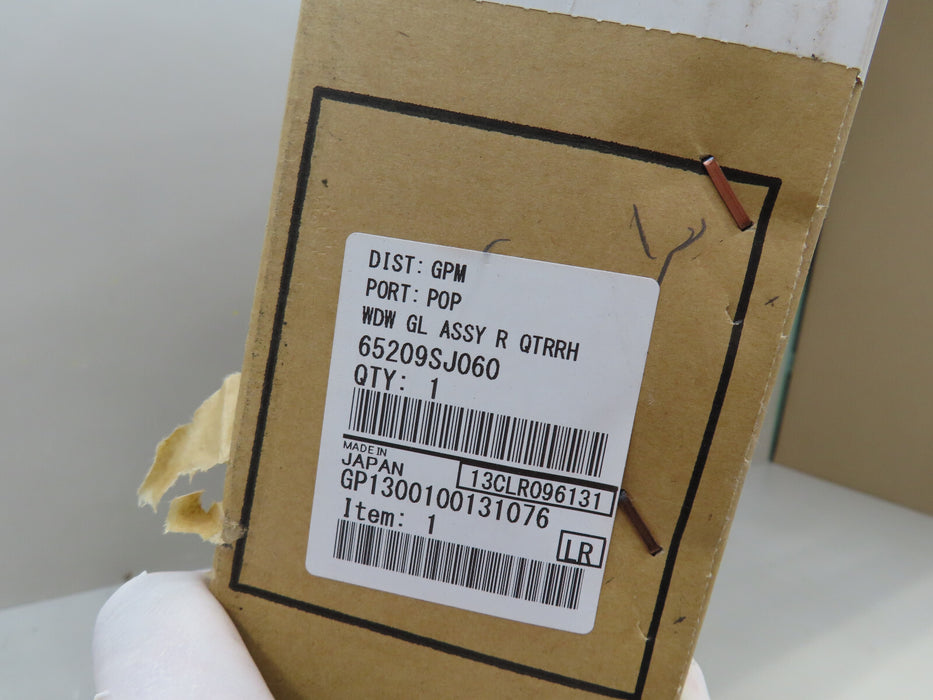 DIST: GPM
PORT: POP
WDW GL ASSY R QTRRH
65209SJ060
QTY: 1
MADE IN
JAPAN
13CLR096131
GP1300100131076
Item: 1
LR